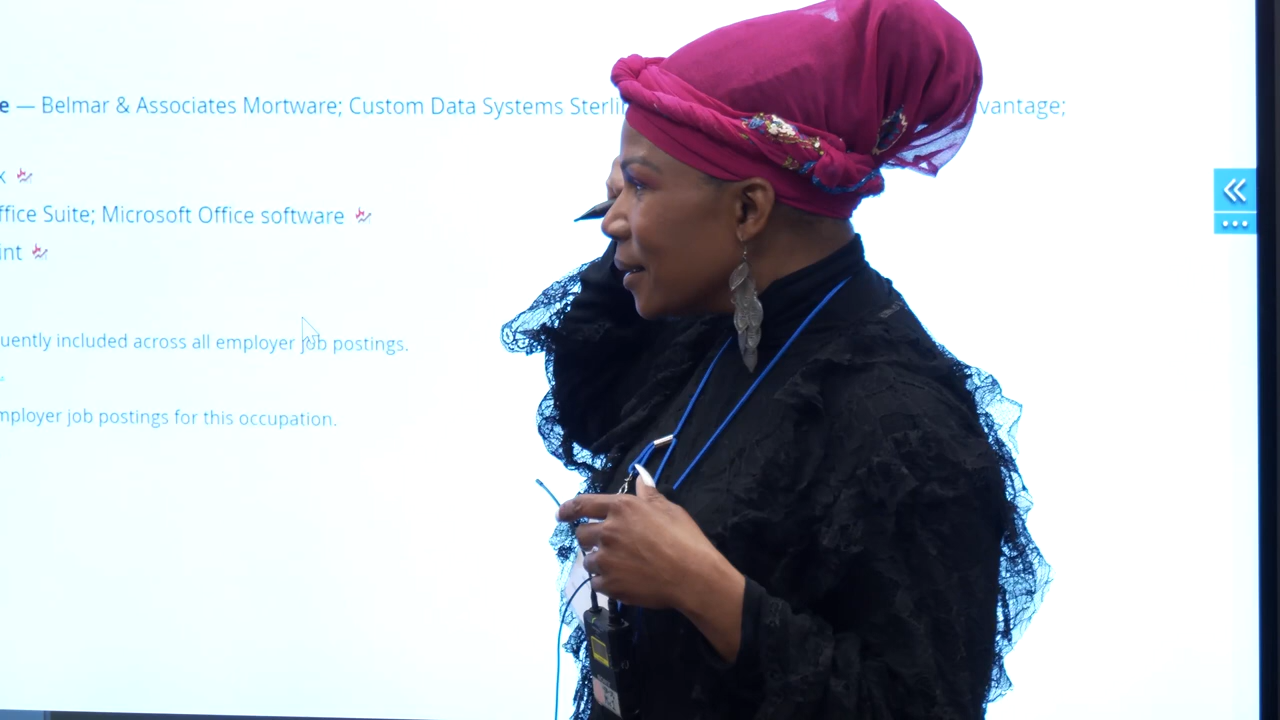 e — Belmar & Associates Mortware; Custom Data Systems Sterli vantage;
x
ffice Suite; Microsoft Office software
int
uently included across all employer job postings.
mployer job postings for this occupation.